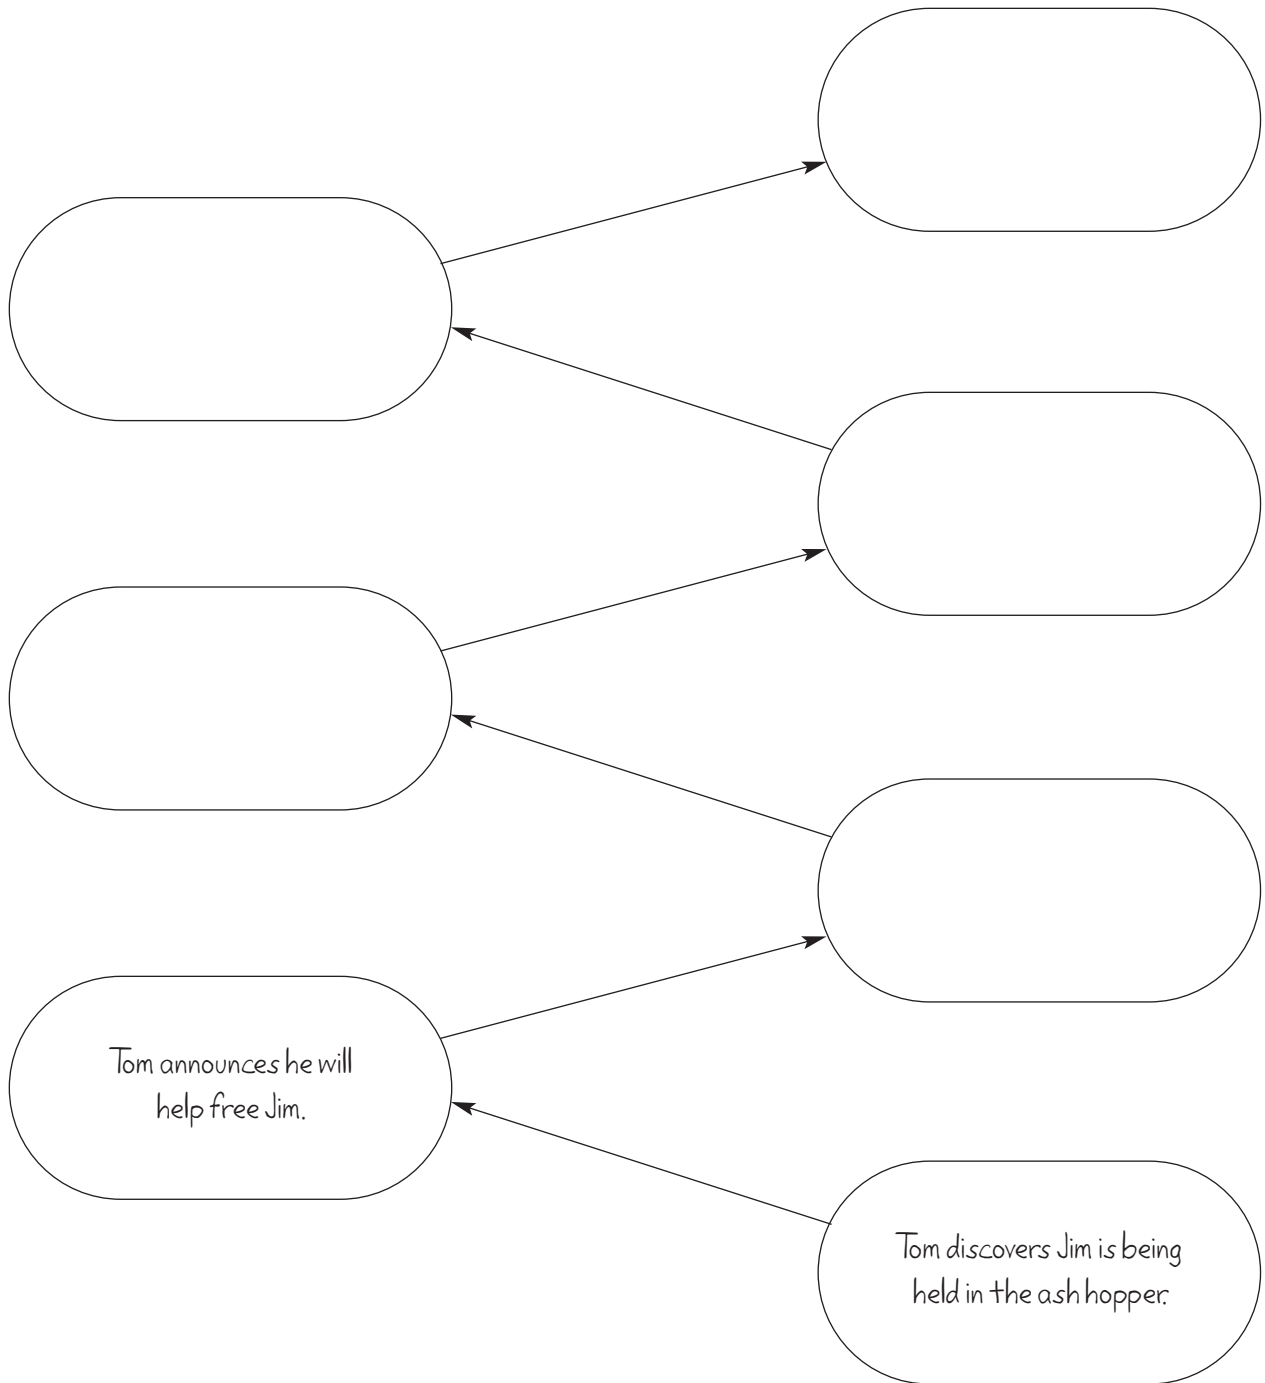 Tom announces he will
help free Jim.
Tom discovers Jim is being
held in the ash hopper.